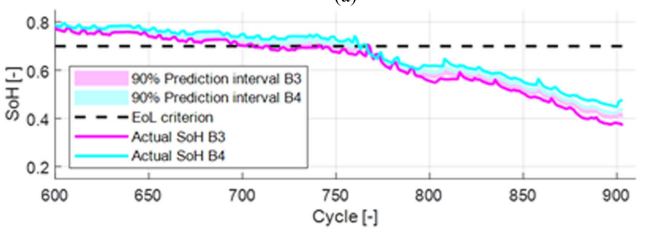 (a)
0.8
0.6
0.4
0.2
SoH [-]
90% Prediction interval B3
90% Prediction interval B4
EoL criterion
Actual SoH B3
Actual SoH B4
600 650 700 750 800 850 900
Cycle [-]